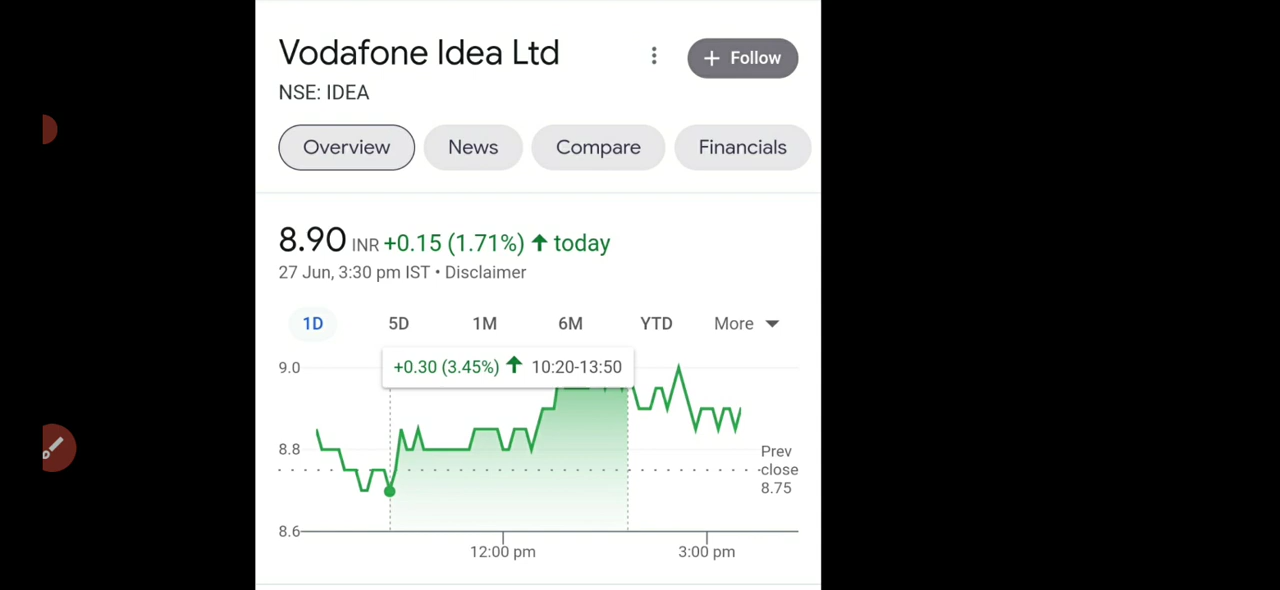 Vodafone Idea Ltd
+ Follow
NSE: IDEA
Overview News Compare Financials
8.90 INR +0.15 (1.71%) ↑ today
27 Jun, 3:30 pm IST • Disclaimer
1D 5D 1M 6M YTD More
+0.30 (3.45%) ↑ 10:20-13:50
9.0
8.8
Prev
close
8.75
8.6
12:00 pm 3:00 pm